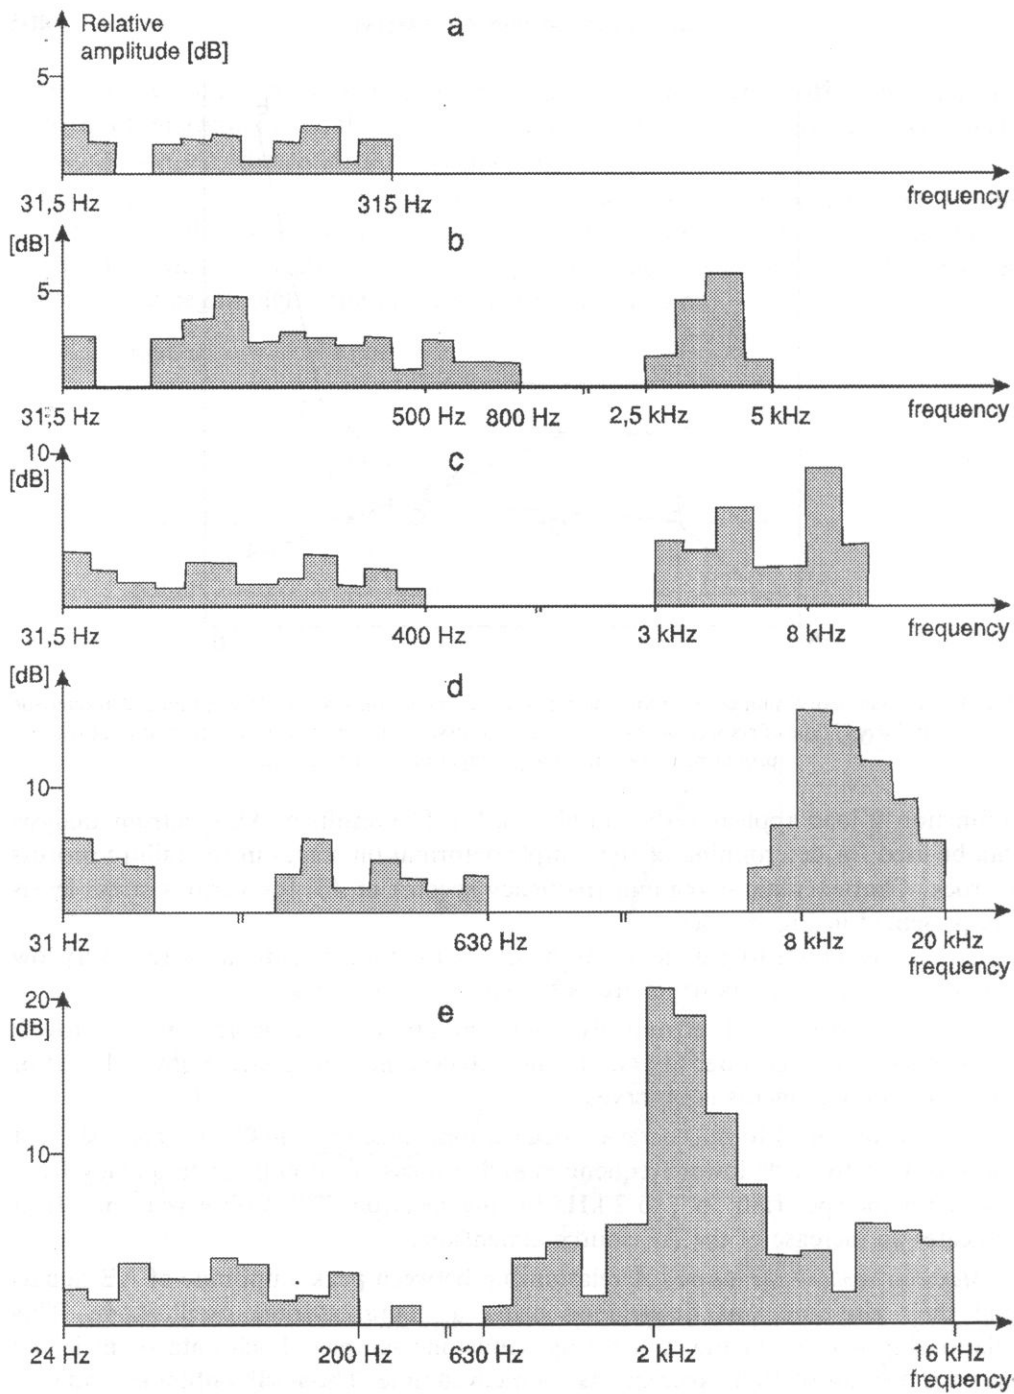 Relative
amplitude [dB]
a
5
31,5 Hz 315 Hz frequency
[dB]
b
5
31,5 Hz 500 Hz 800 Hz 2,5 kHz 5 kHz frequency
10
[dB]
c
31,5 Hz 400 Hz 3 kHz 8 kHz frequency
[dB]
d
10
31 Hz 630 Hz 8 kHz 20 kHz
frequency
20
[dB]
e
10
24 Hz 200 Hz 630 Hz 2 kHz 16 kHz
frequency